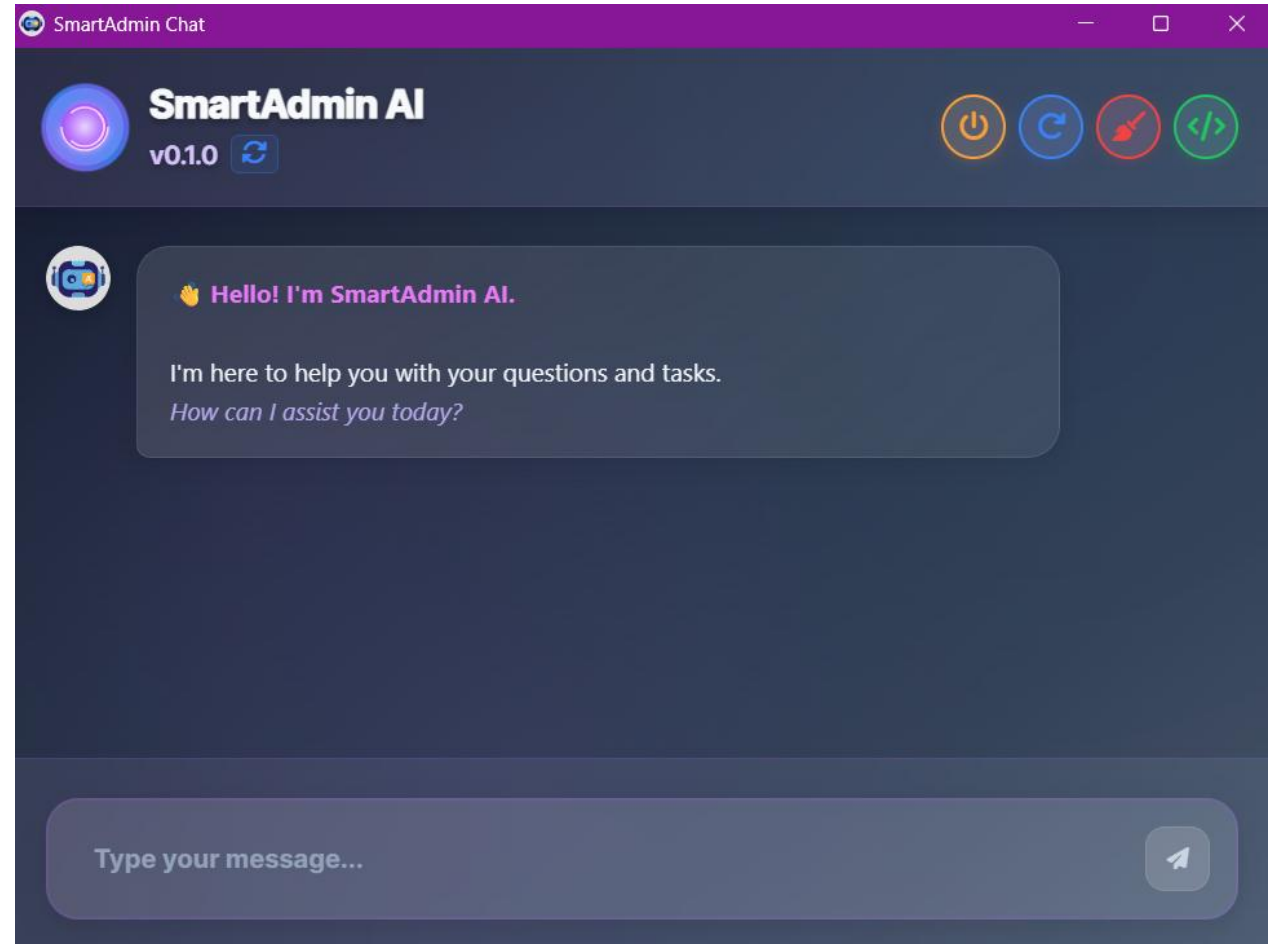 SmartAdmin Chat
SmartAdmin AI
v0.1.0
</>
👋 Hello! I'm SmartAdmin AI.
I'm here to help you with your questions and tasks.
How can I assist you today?
Type your message...